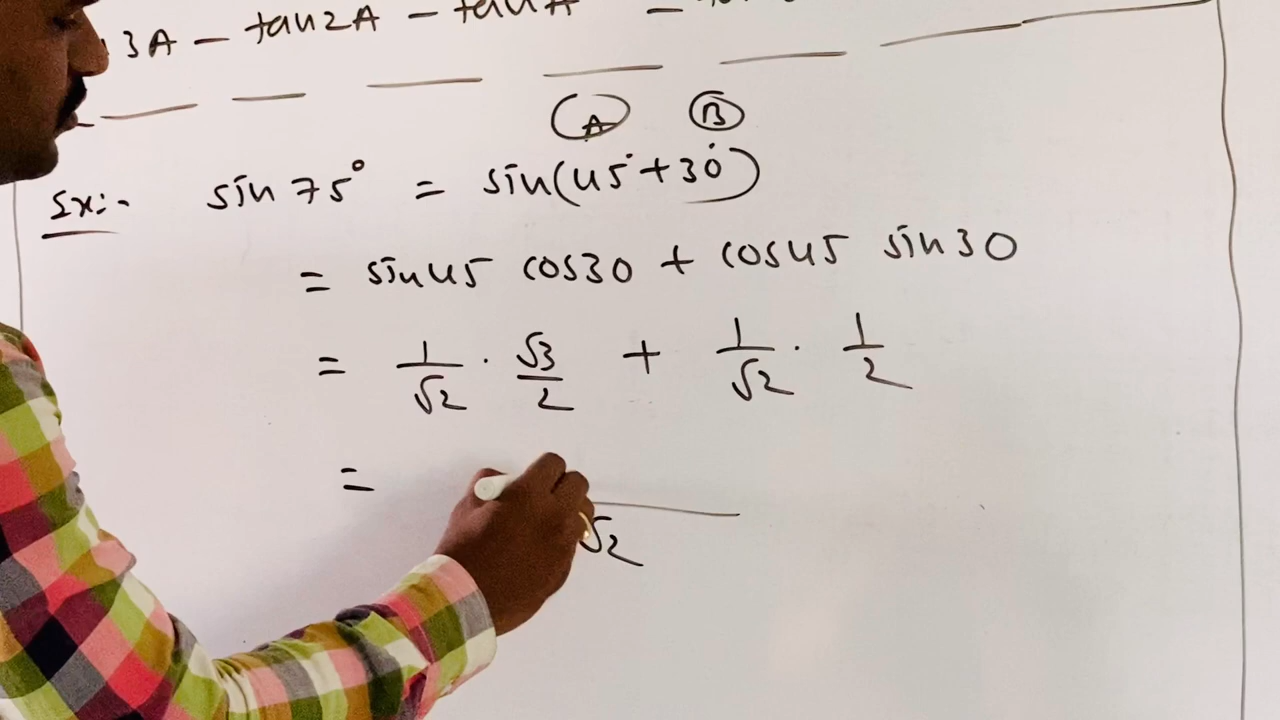 3A - tan2A - tanA -
A B
Ex:- sin 75° = sin(45°+30°)
= sin45 cos30 + cos45 sin30
= 1/√2 · √3/2 + 1/√2 · 1/2
= /√2